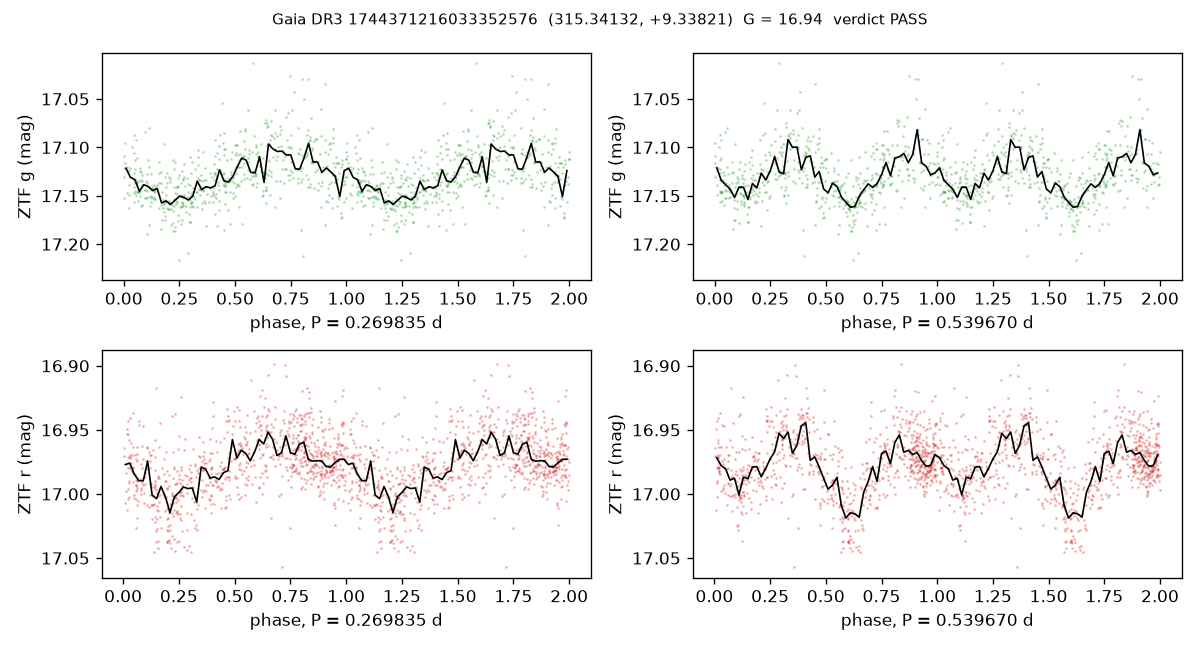 Gaia DR3 1744371216033352576 (315.34132, +9.33821) G = 16.94 verdict PASS
ZTF g (mag)
17.05
17.10
17.15
17.20
0.00 0.25 0.50 0.75 1.00 1.25 1.50 1.75 2.00
phase, P = 0.269835 d
ZTF g (mag)
17.05
17.10
17.15
17.20
0.00 0.25 0.50 0.75 1.00 1.25 1.50 1.75 2.00
phase, P = 0.539670 d
ZTF r (mag)
16.90
16.95
17.00
17.05
0.00 0.25 0.50 0.75 1.00 1.25 1.50 1.75 2.00
phase, P = 0.269835 d
ZTF r (mag)
16.90
16.95
17.00
17.05
0.00 0.25 0.50 0.75 1.00 1.25 1.50 1.75 2.00
phase, P = 0.539670 d